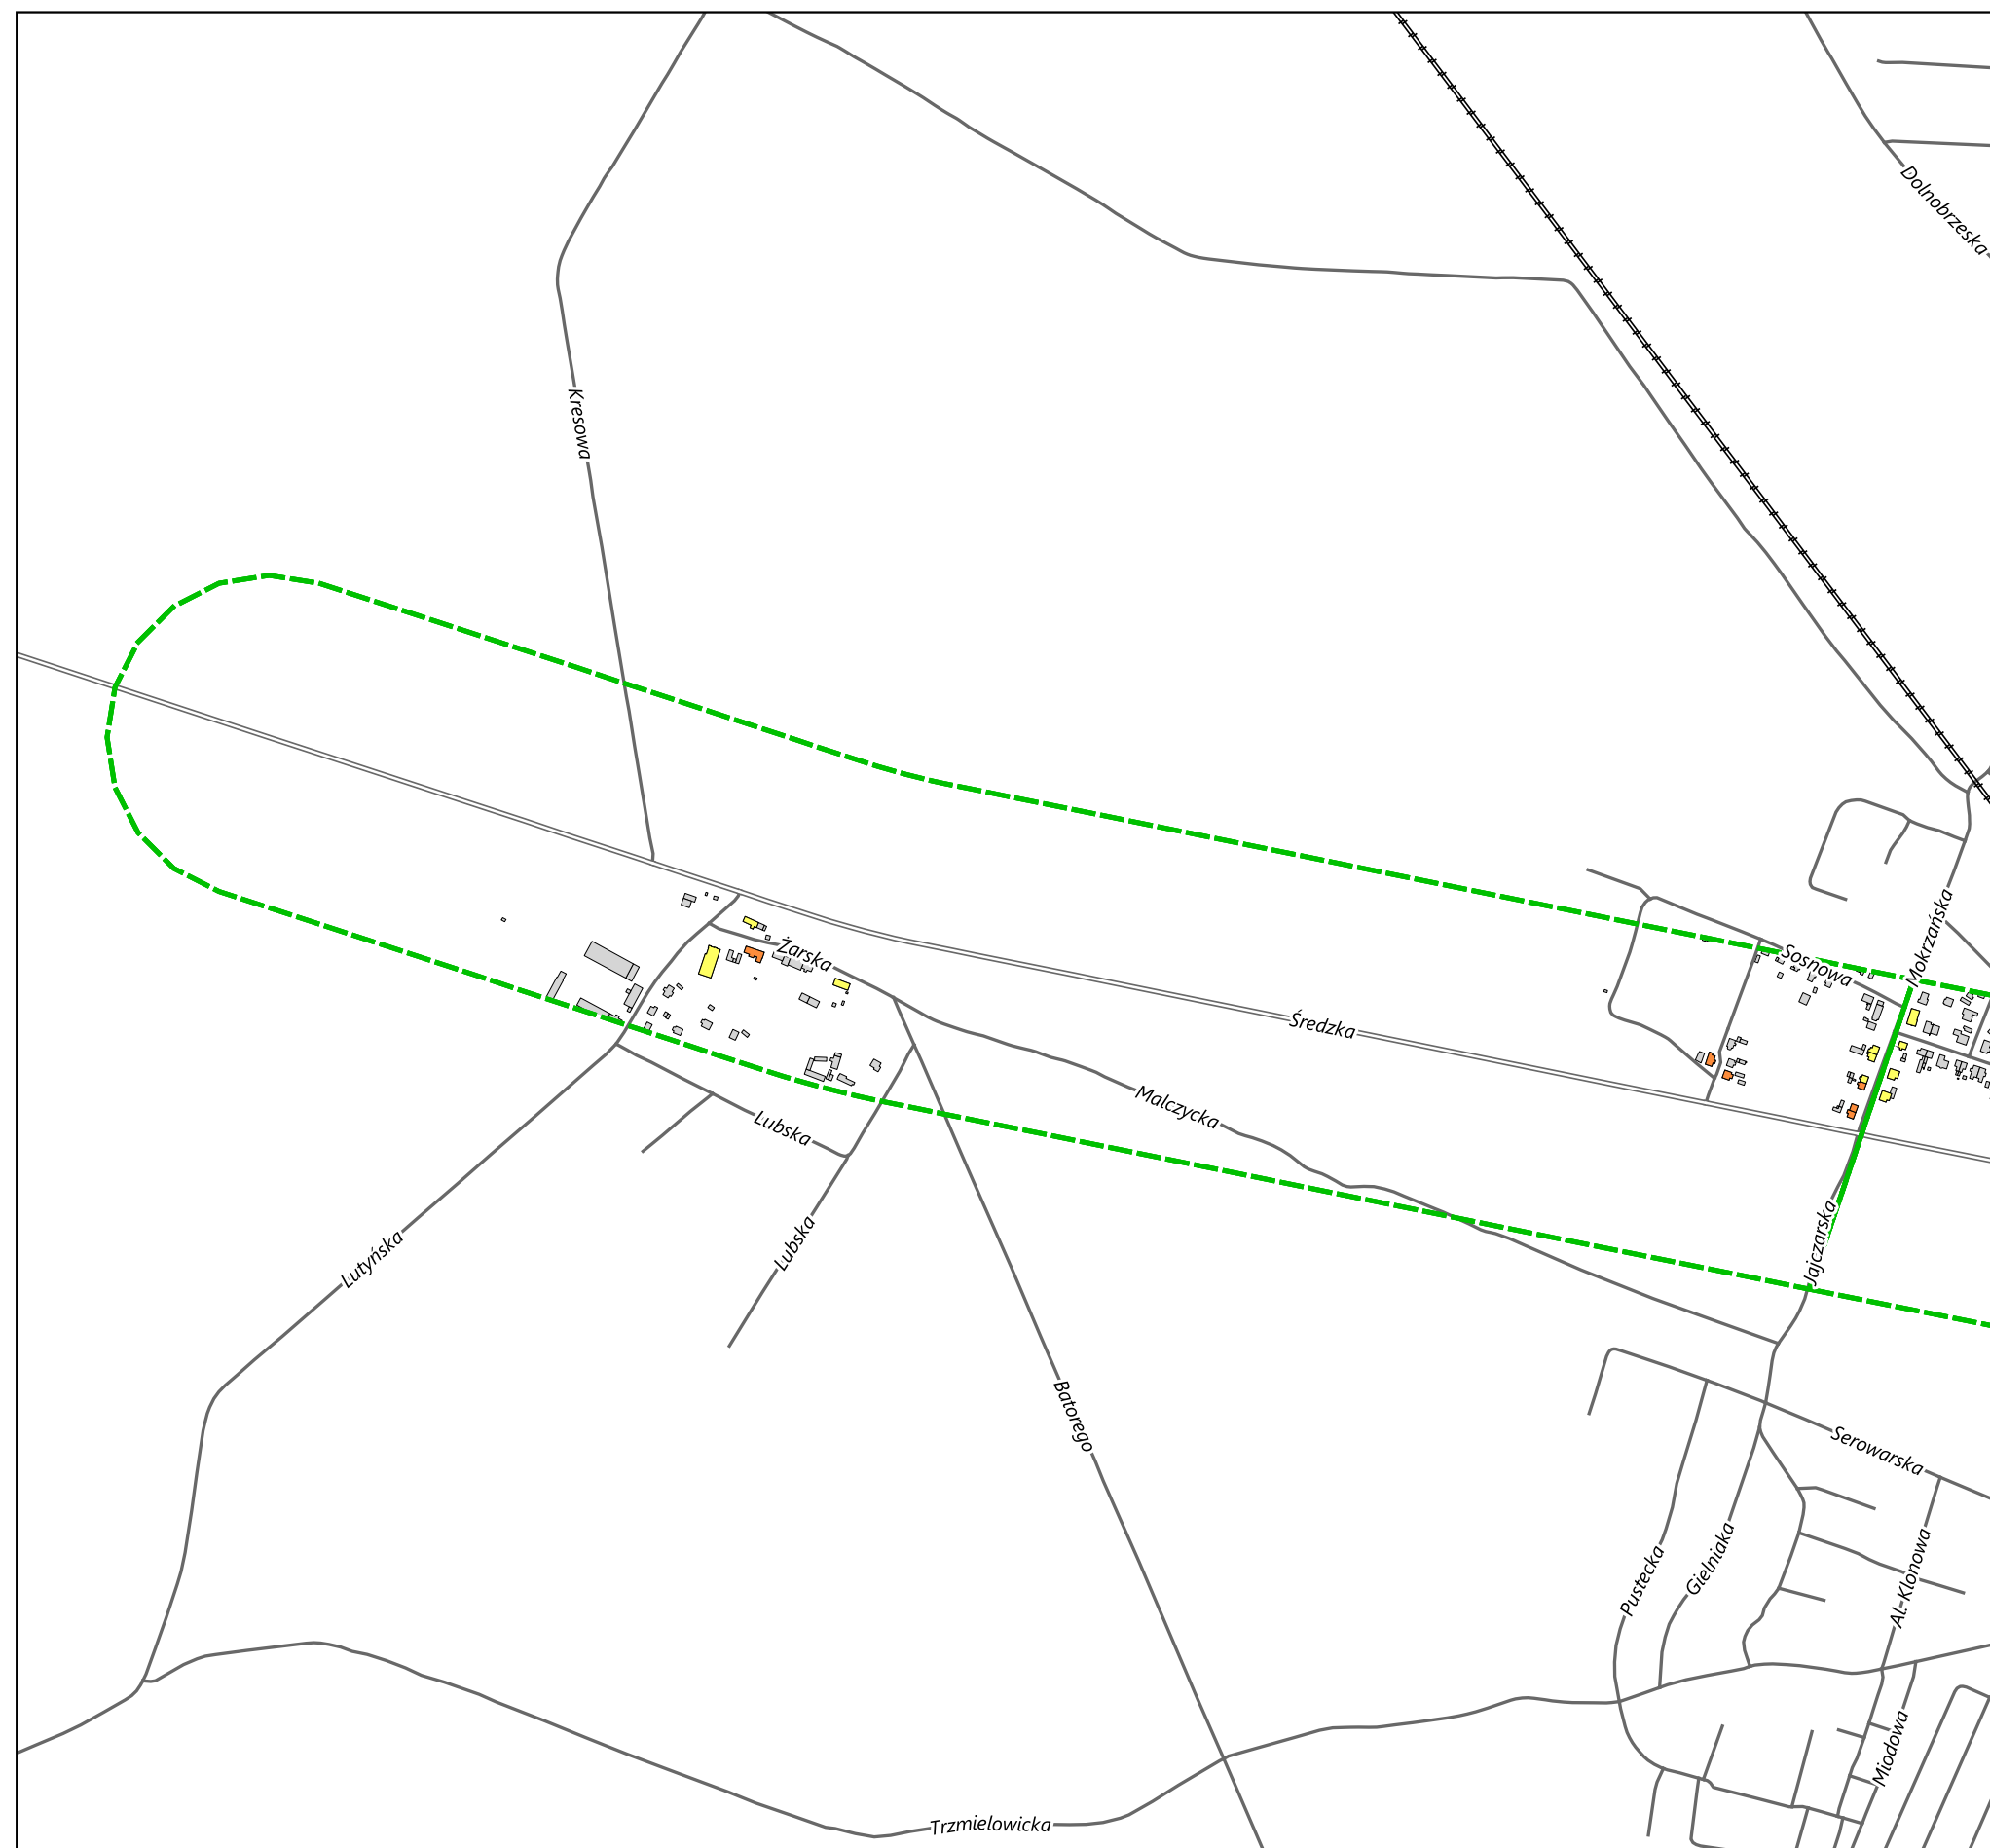 Dolnobrzeska
Kresowa
Mokrzańska
Żarska
Sosnowa
Średzka
Malczycka
Lubska
Jajczarska
Lubska
Lutyńska
Batorego
Serowarska
Pustecka
Gielniaka
Al. Klonowa
Miodowa
Trzmielowicka